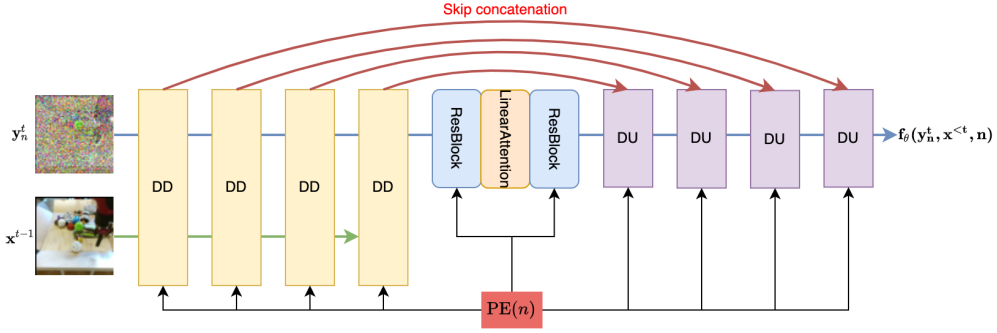 Skip concatenation
y_n^t
x^{t-1}
DD
DD
DD
DD
ResBlock
LinearAttention
ResBlock
DU
DU
DU
DU
f_θ(y_n^t, x^{<t}, n)
PE(n)